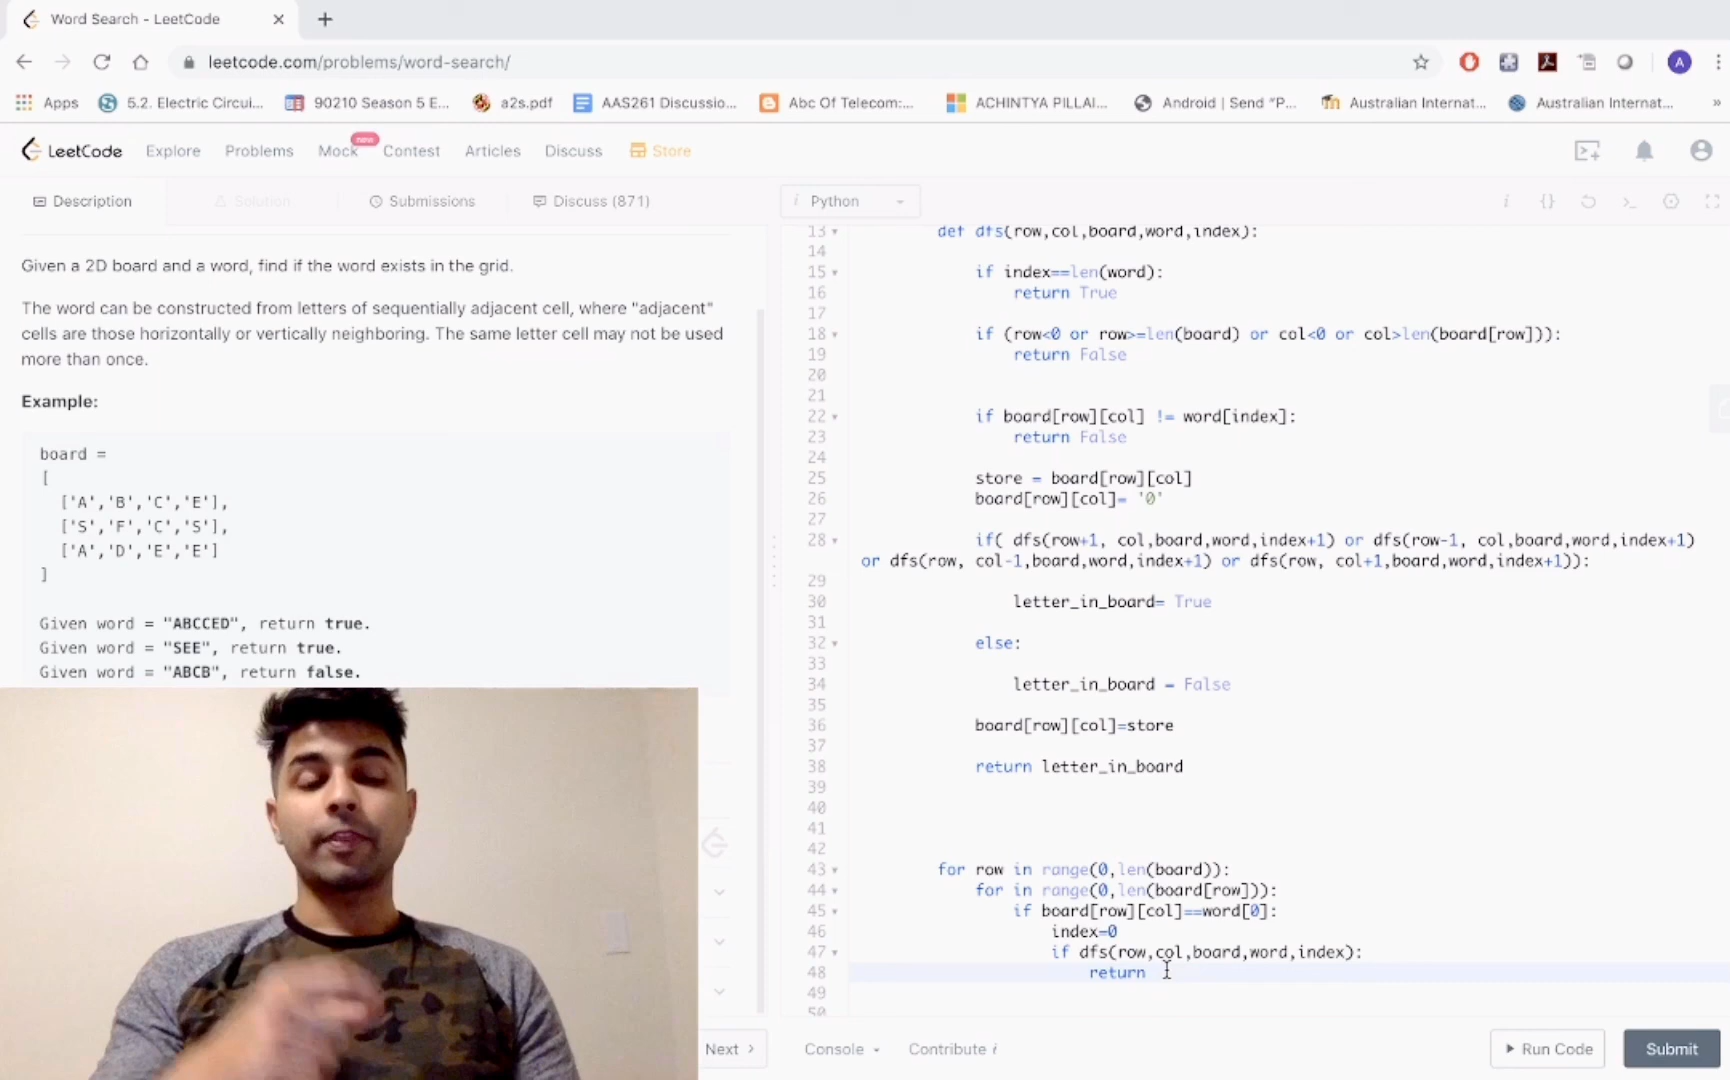 Word Search - LeetCode
leetcode.com/problems/word-search/
A
Apps
5.2. Electric Circui...
90210 Season 5 E...
a2s.pdf
AAS261 Discussio...
Abc Of Telecom:...
ACHINTYA PILLAI...
Android | Send "P...
Australian Internat...
Australian Internat...
»
LeetCode
Explore
Problems
Mock
new
Contest
Articles
Discuss
Store
Description
Solution
Submissions
Discuss (871)
i Python
Given a 2D board and a word, find if the word exists in the grid.
The word can be constructed from letters of sequentially adjacent cell, where "adjacent"
cells are those horizontally or vertically neighboring. The same letter cell may not be used
more than once.
Example:
board =
[
['A','B','C','E'],
['S','F','C','S'],
['A','D','E','E']
]
Given word = "ABCCED", return true.
Given word = "SEE", return true.
Given word = "ABCB", return false.
13 def dfs(row,col,board,word,index):
14
15 if index==len(word):
16 return True
17
18 if (row<0 or row>=len(board) or col<0 or col>len(board[row])):
19 return False
20
21
22 if board[row][col] != word[index]:
23 return False
24
25 store = board[row][col]
26 board[row][col]= '0'
27
28 if( dfs(row+1, col,board,word,index+1) or dfs(row-1, col,board,word,index+1)
or dfs(row, col-1,board,word,index+1) or dfs(row, col+1,board,word,index+1)):
29
30 letter_in_board= True
31
32 else:
33
34 letter_in_board = False
35
36 board[row][col]=store
37
38 return letter_in_board
39
40
41
42
43 for row in range(0,len(board)):
44 for in range(0,len(board[row])):
45 if board[row][col]==word[0]:
46 index=0
47 if dfs(row,col,board,word,index):
48 return
49
50
Next >
Console
Contribute i
Run Code
Submit